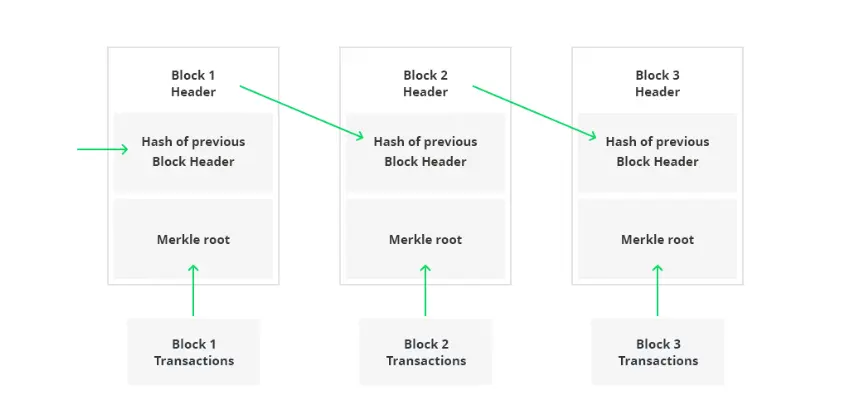 Block 1
Header
Hash of previous
Block Header
Merkle root
Block 1
Transactions
Block 2
Header
Hash of previous
Block Header
Merkle root
Block 2
Transactions
Block 3
Header
Hash of previous
Block Header
Merkle root
Block 3
Transactions